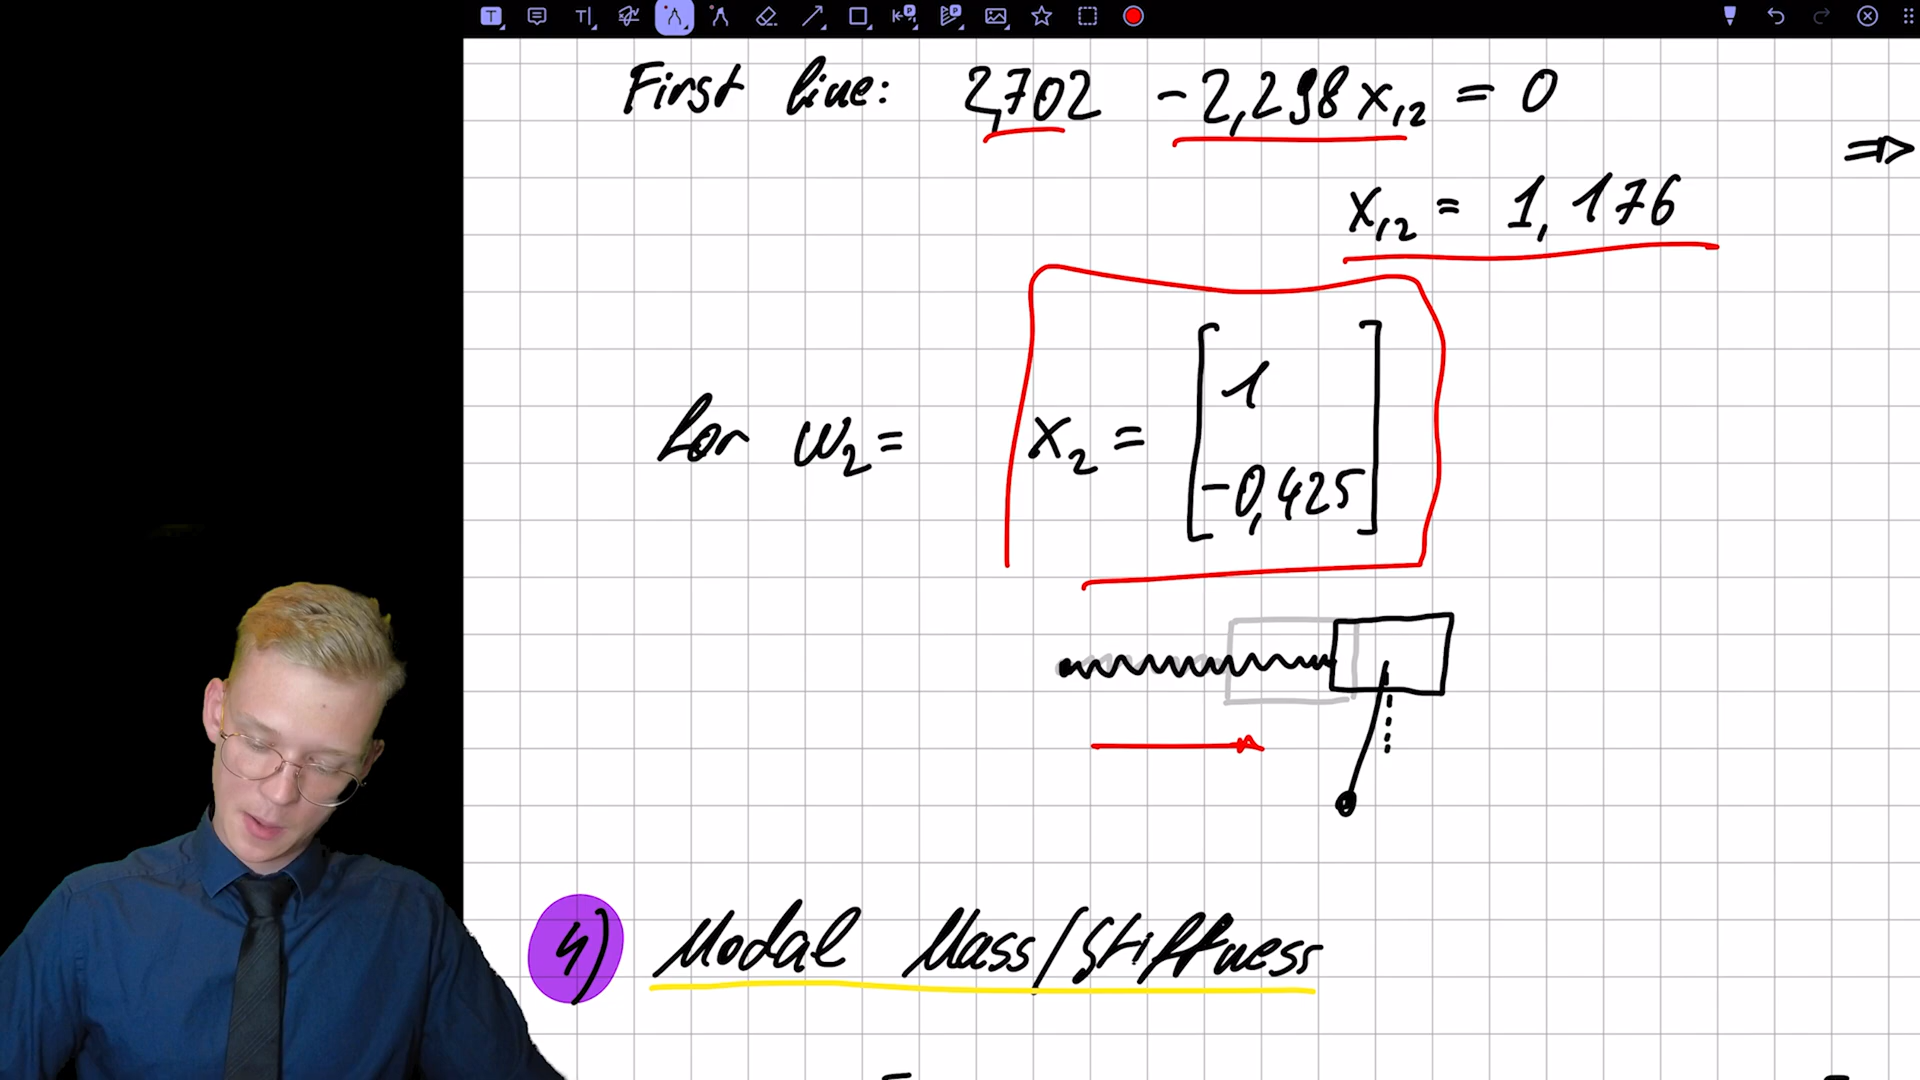 First line: 2,702 - 2,298 x₁₂ = 0
⇒
x₁₂ = 1,176
for ω₂ = x₂ = [1
-0,425]
4) Modal Mass/Stiffness